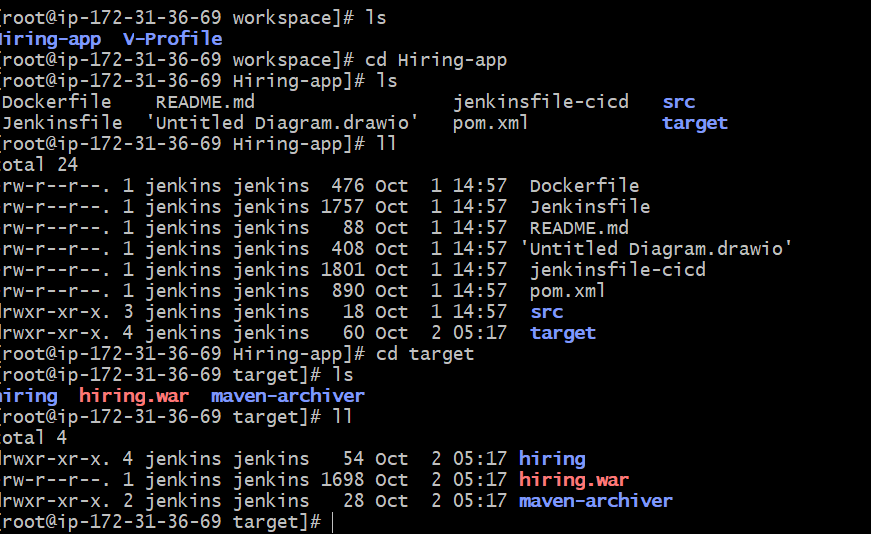 [root@ip-172-31-36-69 workspace]# ls
Hiring-app  V-Profile
[root@ip-172-31-36-69 workspace]# cd Hiring-app
[root@ip-172-31-36-69 Hiring-app]# ls
Dockerfile    README.md                  jenkinsfile-cicd   src
Jenkinsfile  'Untitled Diagram.drawio'   pom.xml            target
[root@ip-172-31-36-69 Hiring-app]# ll
total 24
-rw-r--r--. 1 jenkins jenkins  476 Oct  1 14:57  Dockerfile
-rw-r--r--. 1 jenkins jenkins 1757 Oct  1 14:57  Jenkinsfile
-rw-r--r--. 1 jenkins jenkins   88 Oct  1 14:57  README.md
-rw-r--r--. 1 jenkins jenkins  408 Oct  1 14:57 'Untitled Diagram.drawio'
-rw-r--r--. 1 jenkins jenkins 1801 Oct  1 14:57  jenkinsfile-cicd
-rw-r--r--. 1 jenkins jenkins  890 Oct  1 14:57  pom.xml
drwxr-xr-x. 3 jenkins jenkins   18 Oct  1 14:57  src
drwxr-xr-x. 4 jenkins jenkins   60 Oct  2 05:17  target
[root@ip-172-31-36-69 Hiring-app]# cd target
[root@ip-172-31-36-69 target]# ls
hiring  hiring.war  maven-archiver
[root@ip-172-31-36-69 target]# ll
total 4
drwxr-xr-x. 4 jenkins jenkins   54 Oct  2 05:17 hiring
-rw-r--r--. 1 jenkins jenkins 1698 Oct  2 05:17 hiring.war
drwxr-xr-x. 2 jenkins jenkins   28 Oct  2 05:17 maven-archiver
[root@ip-172-31-36-69 target]#